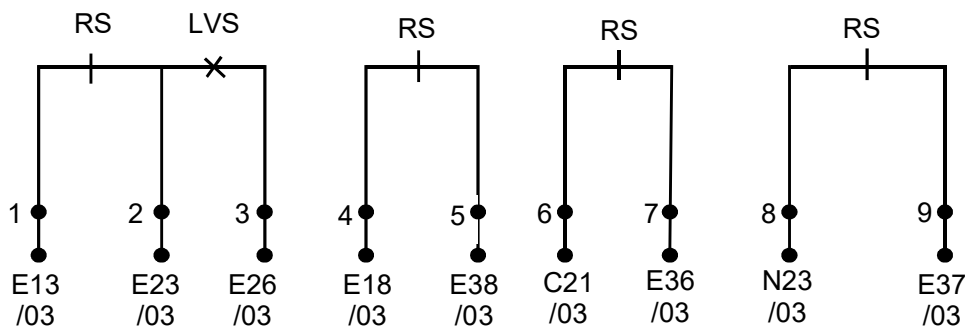 RS LVS RS RS RS
1 2 3 4 5 6 7 8 9
E13 E23 E26 E18 E38 C21 E36 N23 E37
/03 /03 /03 /03 /03 /03 /03 /03 /03